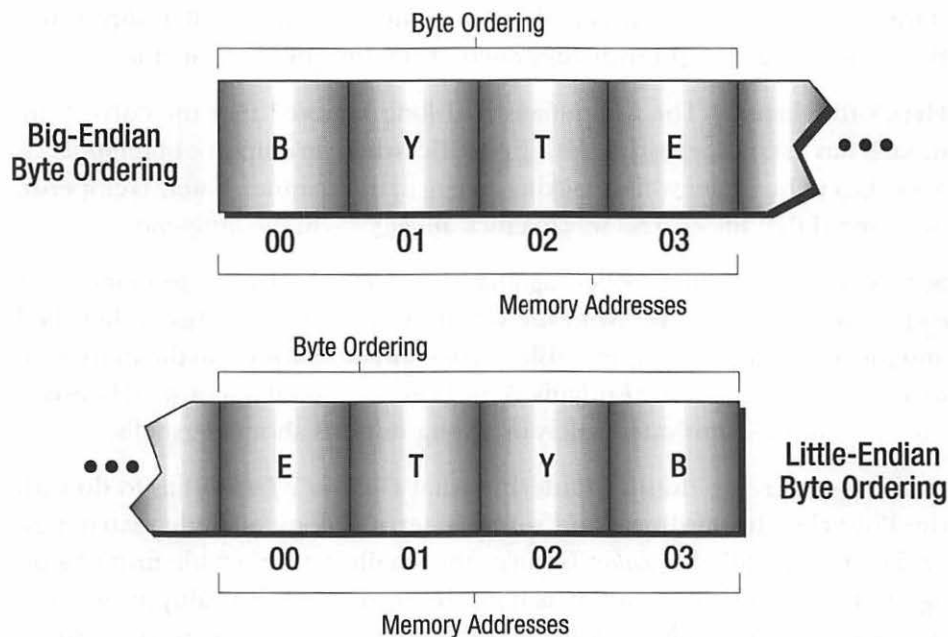 Byte Ordering
Big-Endian
Byte Ordering
B Y T E
00 01 02 03
Memory Addresses
Byte Ordering
E T Y B
Little-Endian
Byte Ordering
00 01 02 03
Memory Addresses